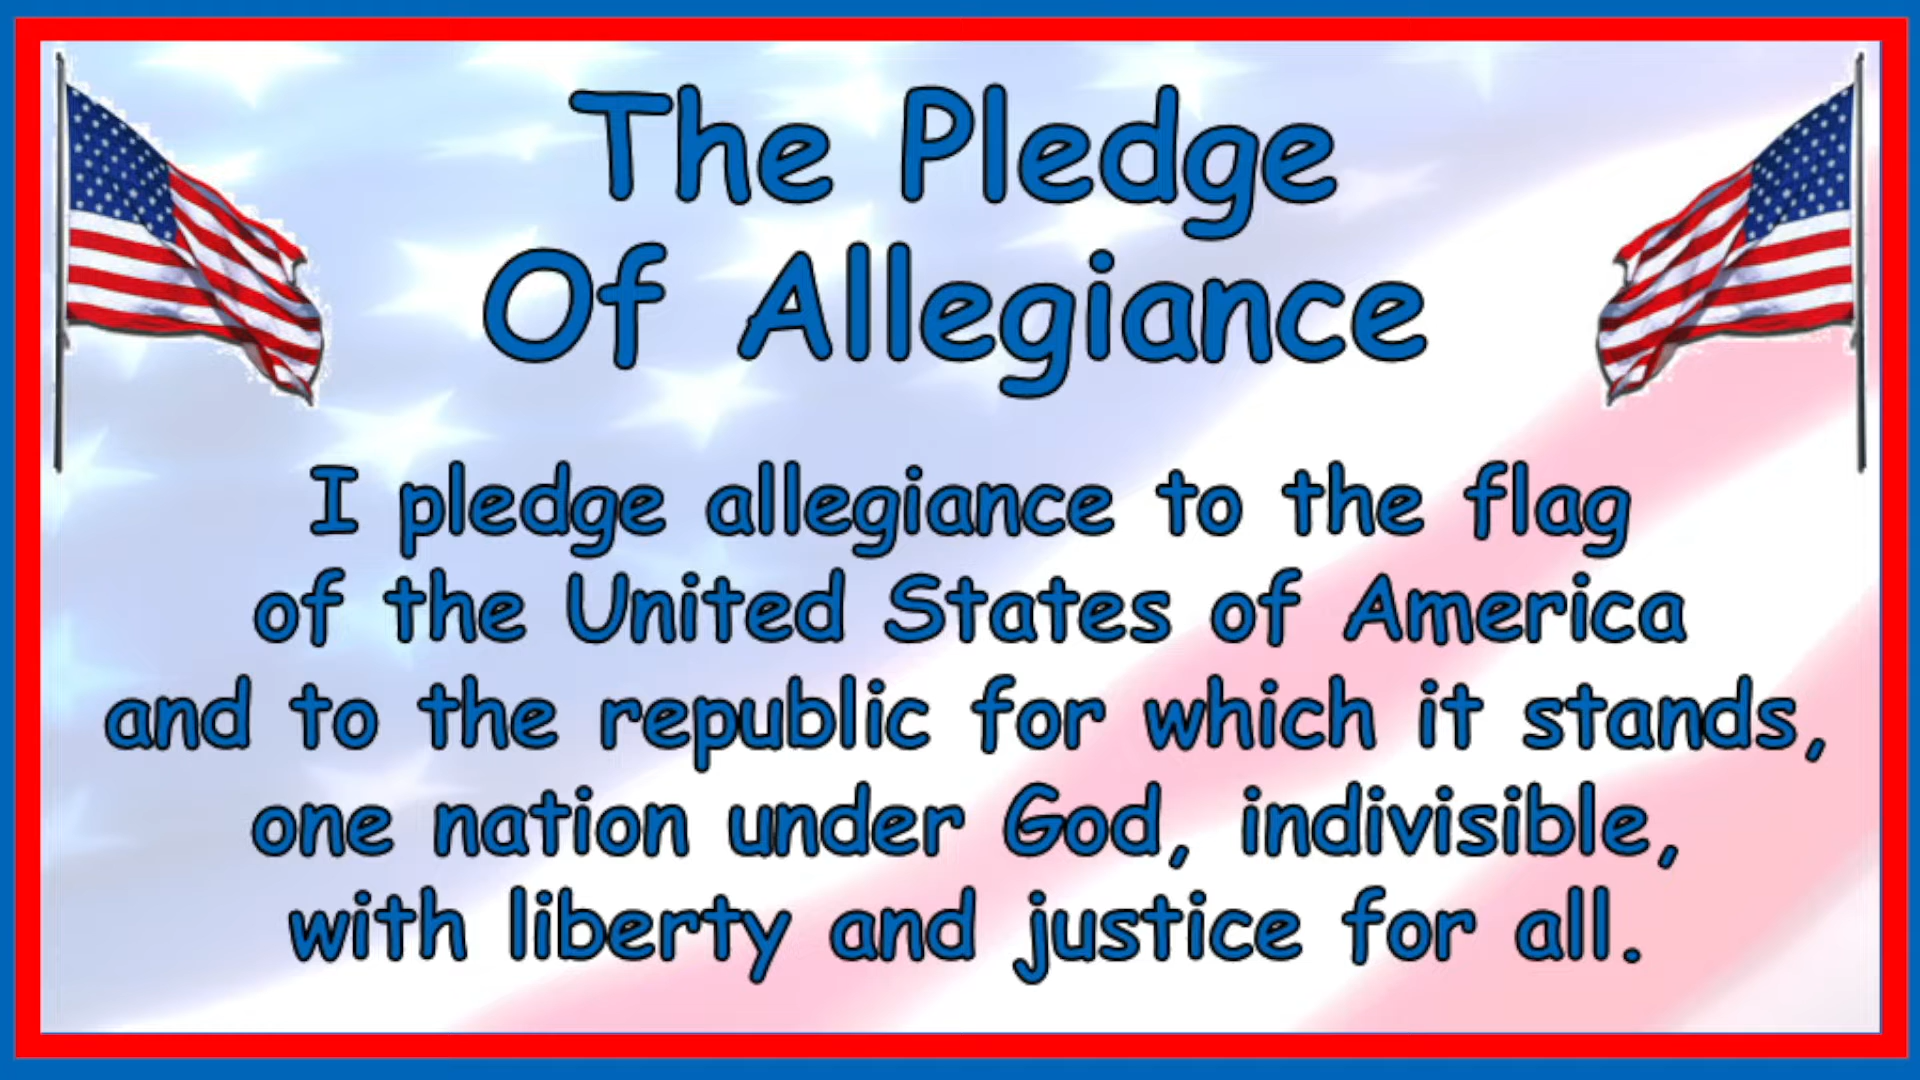 The Pledge
Of Allegiance
I pledge allegiance to the flag
of the United States of America
and to the republic for which it stands,
one nation under God, indivisible,
with liberty and justice for all.